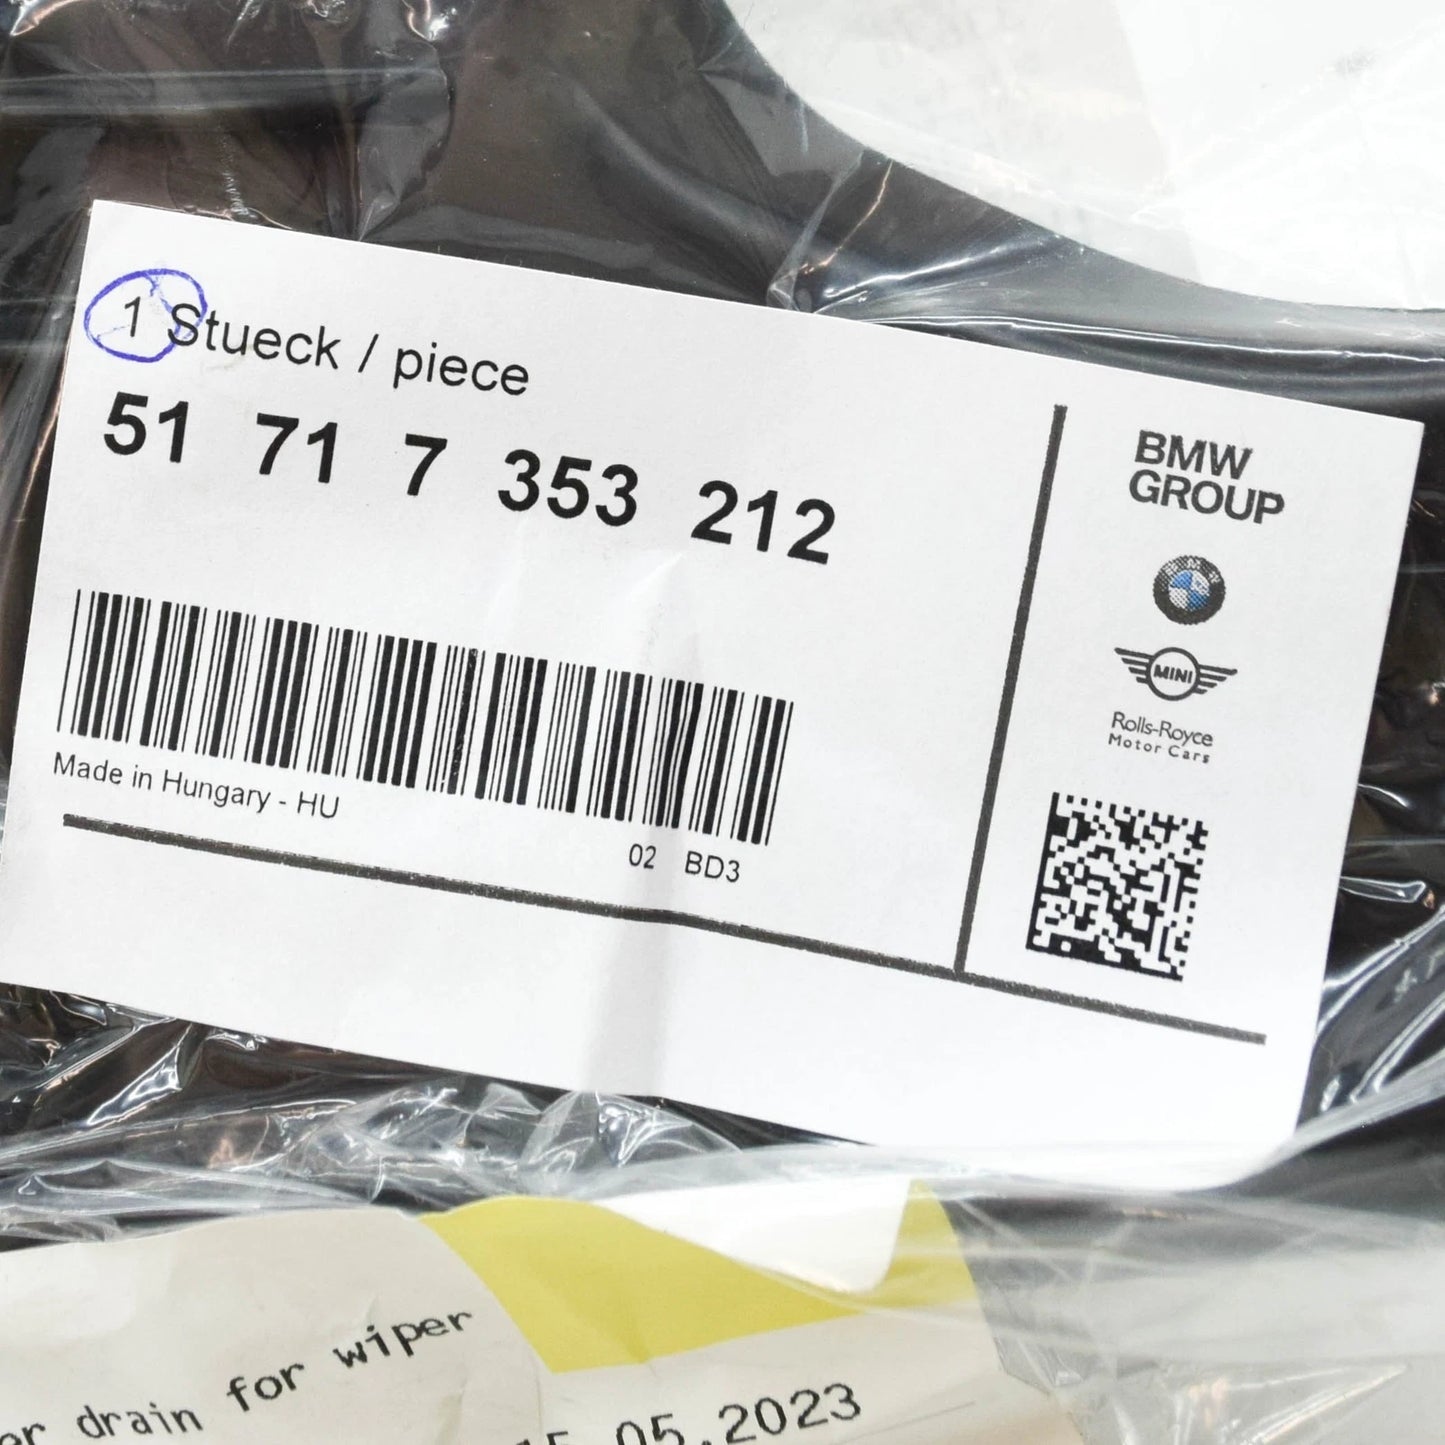 1 Stueck / piece
51 71 7 353 212
Made in Hungary - HU
02 BD3
BMW
GROUP
BMW
MINI
Rolls-Royce
Motor Cars
drain for wiper
05.2023